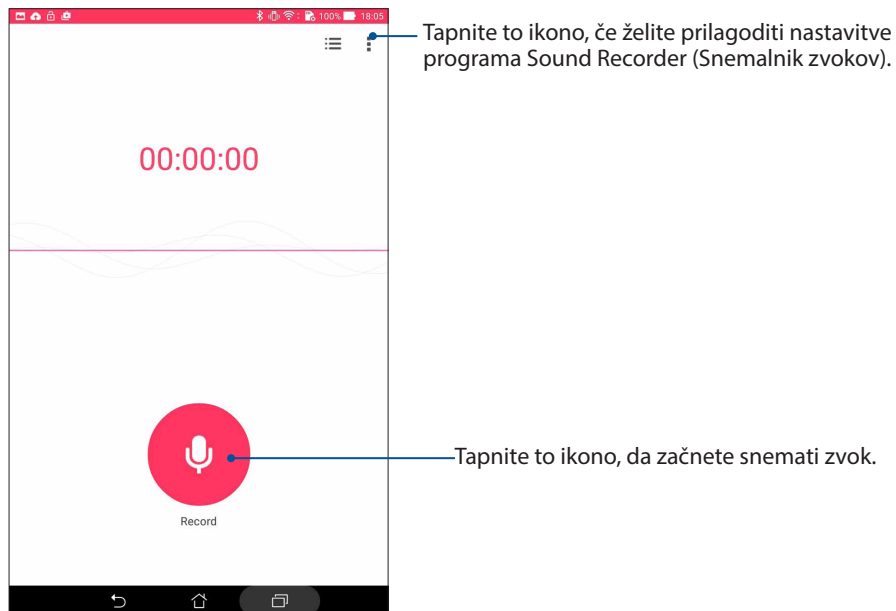 100% 18:05
Tapnite to ikono, če želite prilagoditi nastavitve
programa Sound Recorder (Snemalnik zvokov).
00:00:00
Tapnite to ikono, da začnete snemati zvok.
Record